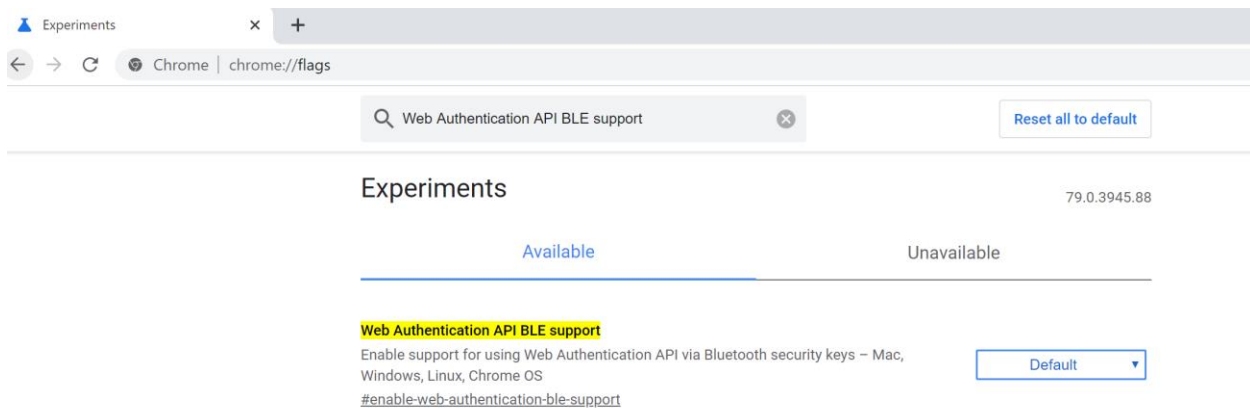 Experiments
Chrome | chrome://flags
Web Authentication API BLE support
Reset all to default
Experiments
79.0.3945.88
Available
Unavailable
Web Authentication API BLE support
Enable support for using Web Authentication API via Bluetooth security keys – Mac,
Windows, Linux, Chrome OS
Default
#enable-web-authentication-ble-support